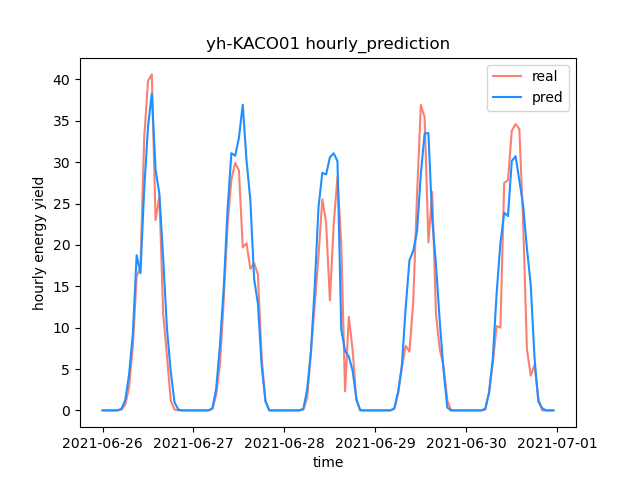 yh-KACO01 hourly_prediction
real
pred
hourly energy yield
40
35
30
25
20
15
10
5
0
2021-06-26 2021-06-27 2021-06-28 2021-06-29 2021-06-30 2021-07-01
time